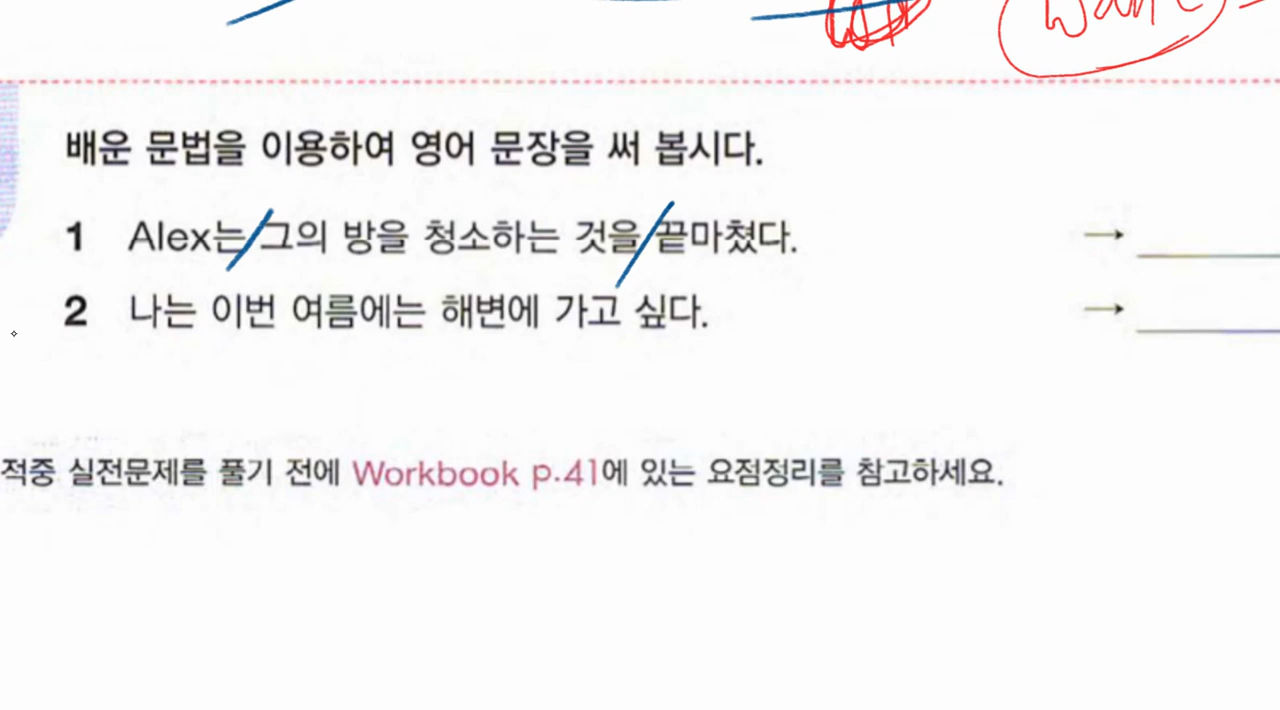 want
배운 문법을 이용하여 영어 문장을 써 봅시다.
1 Alex는 그의 방을 청소하는 것을 끝마쳤다. →
2 나는 이번 여름에는 해변에 가고 싶다. →
적중 실전문제를 풀기 전에 Workbook p.41에 있는 요점정리를 참고하세요.